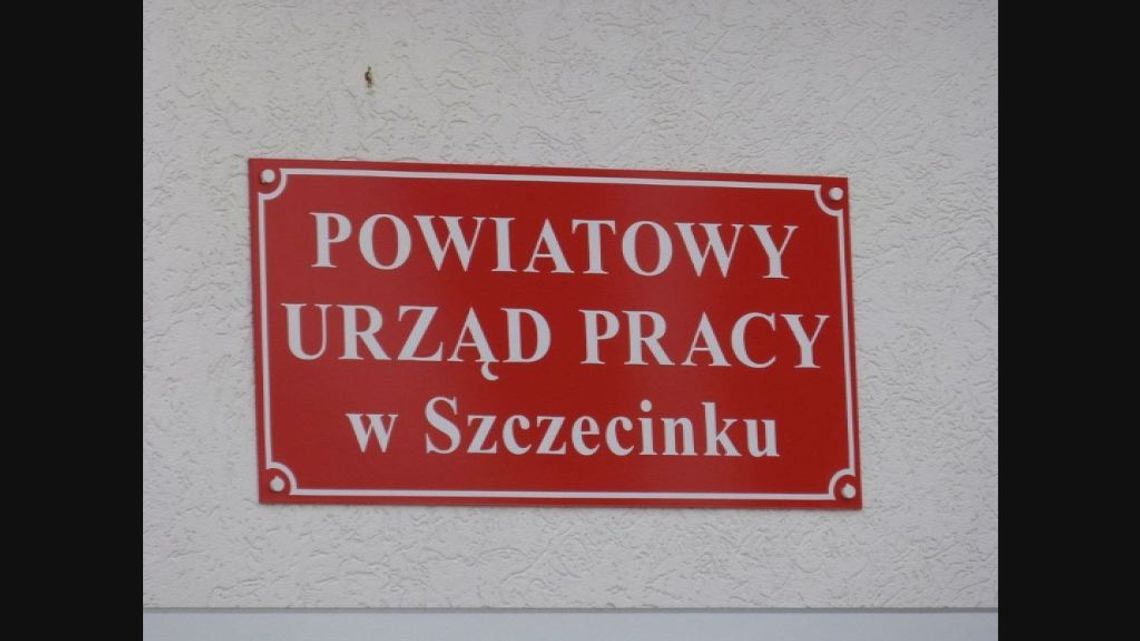 POWIATOWY
URZĄD PRACY
w Szczecinku